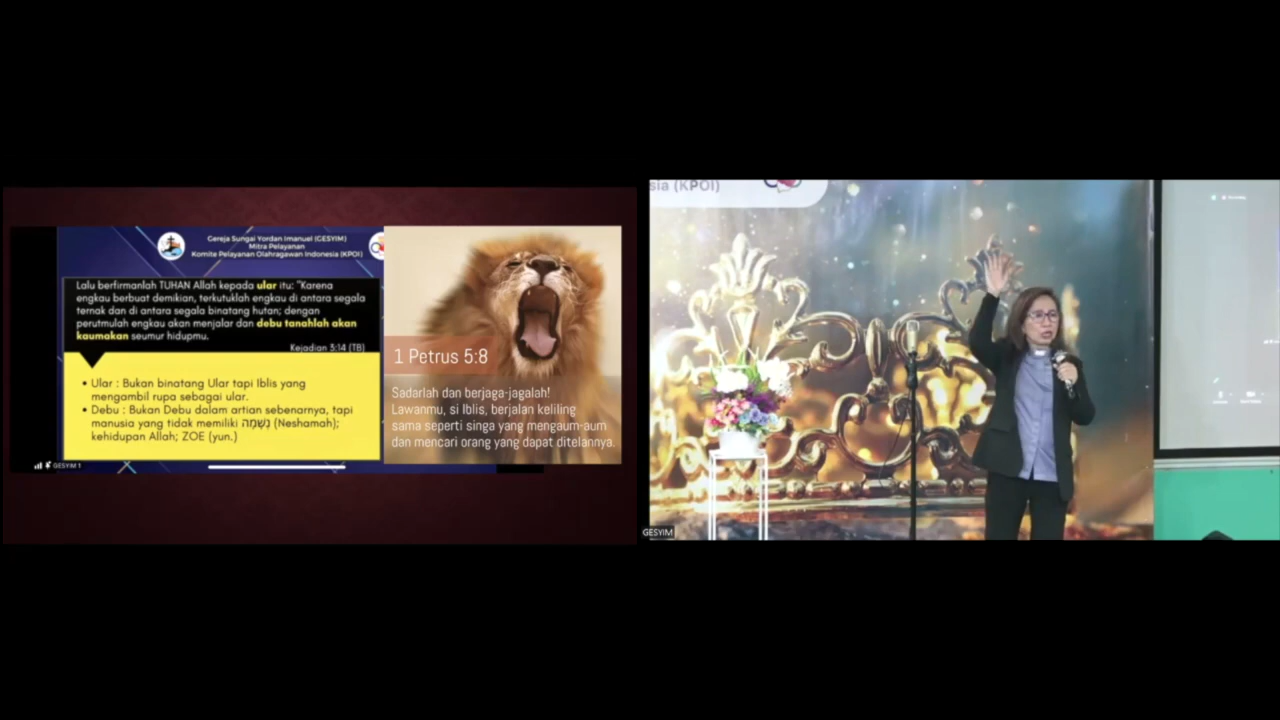 Gereja Sungai Yordan Imanuel (GESYIM)
Mitra Pelayanan
Komite Pelayanan Olahragawan Indonesia (KPOI)
Lalu berfirmanlah TUHAN Allah kepada ular itu: "Karena
engkau berbuat demikian, terkutuklah engkau di antara segala
ternak dan di antara segala binatang hutan; dengan
perutmulah engkau akan menjalar dan debu tanahlah akan
kaumakan seumur hidupmu.
Kejadian 3:14 (TB)
• Ular : Bukan binatang Ular tapi Iblis yang
mengambil rupa sebagai ular.
• Debu : Bukan Debu dalam artian sebenarnya, tapi
manusia yang tidak memiliki נְשָׁמָה (Neshamah);
kehidupan Allah; ZOE (yun.)
GESYIM 1
1 Petrus 5:8
Sadarlah dan berjaga-jagalah!
Lawanmu, si Iblis, berjalan keliling
sama seperti singa yang mengaum-aum
dan mencari orang yang dapat ditelannya.
sia (KPOI)
GESYIM